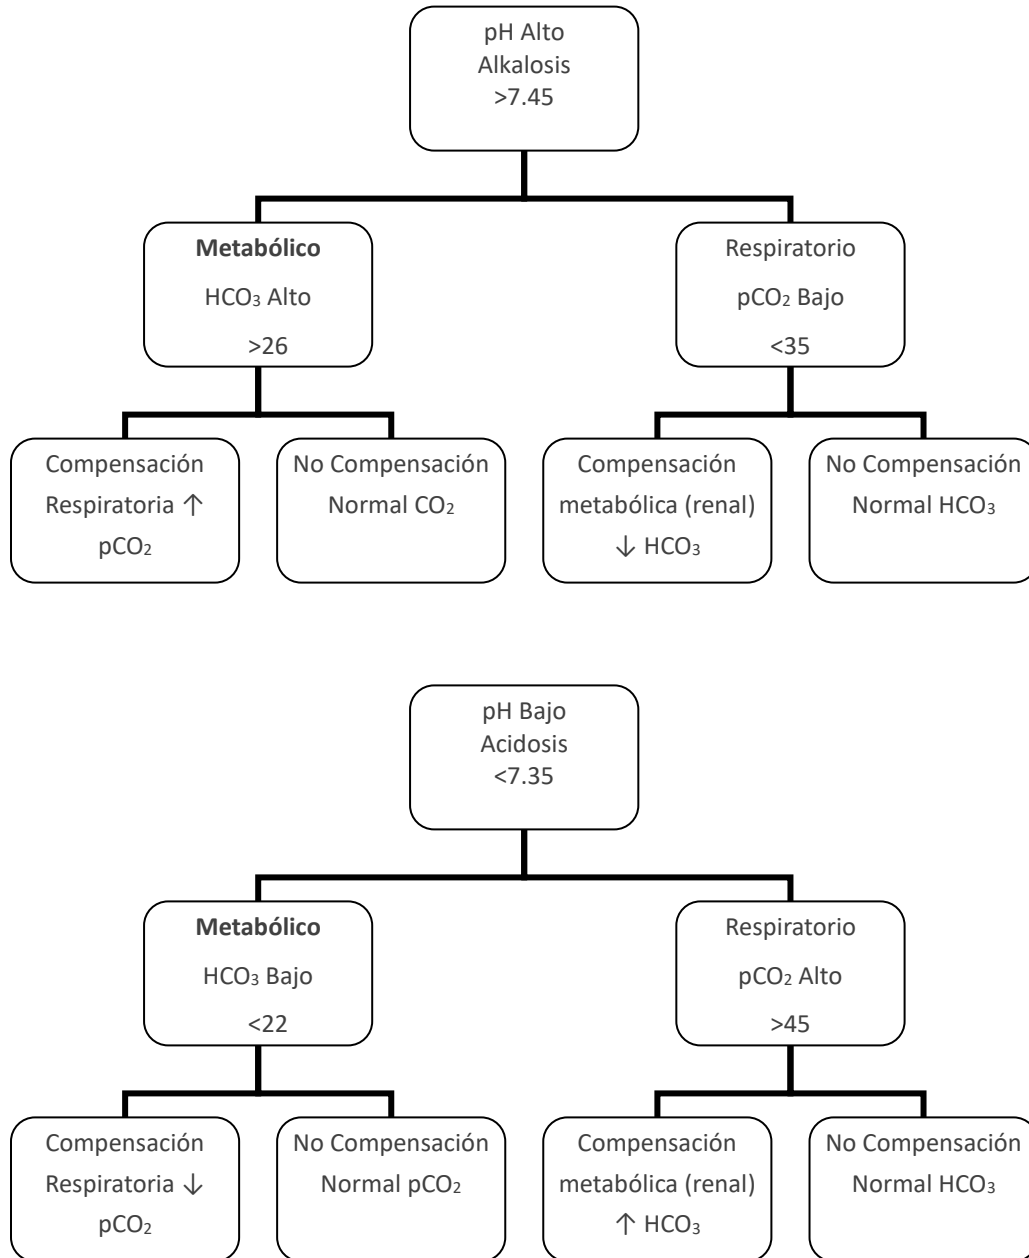 pH Alto
Alkalosis
>7.45
Metabólico
HCO₃ Alto
>26
Respiratorio
pCO₂ Bajo
<35
Compensación
Respiratoria ↑
pCO₂
No Compensación
Normal CO₂
Compensación
metabólica (renal)
↓ HCO₃
No Compensación
Normal HCO₃
pH Bajo
Acidosis
<7.35
Metabólico
HCO₃ Bajo
<22
Respiratorio
pCO₂ Alto
>45
Compensación
Respiratoria ↓
pCO₂
No Compensación
Normal pCO₂
Compensación
metabólica (renal)
↑ HCO₃
No Compensación
Normal HCO₃